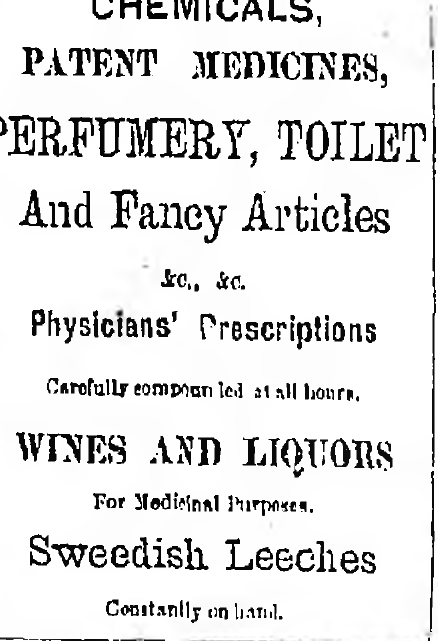 CHEMICALS,
PATENT MEDICINES,
PERFUMERY, TOILET
And Fancy Articles
&c., &c.
Physicians' Prescriptions
Carefully compounded at all hours.
WINES AND LIQUORS
For Medicinal Purposes.
Sweedish Leeches
Constantly on hand.